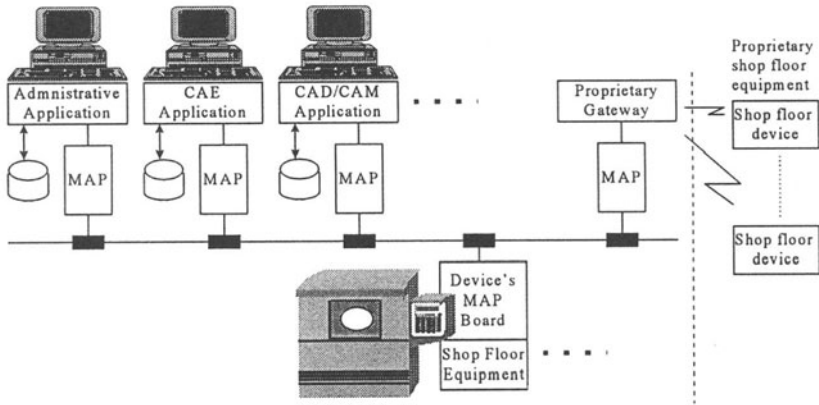 Admnistrative
Application
CAE
Application
CAD/CAM
Application
Proprietary
Gateway
Proprietary
shop floor
equipment
Shop floor
device
MAP
MAP
MAP
MAP
Shop floor
device
Device's
MAP
Board
Shop Floor
Equipment